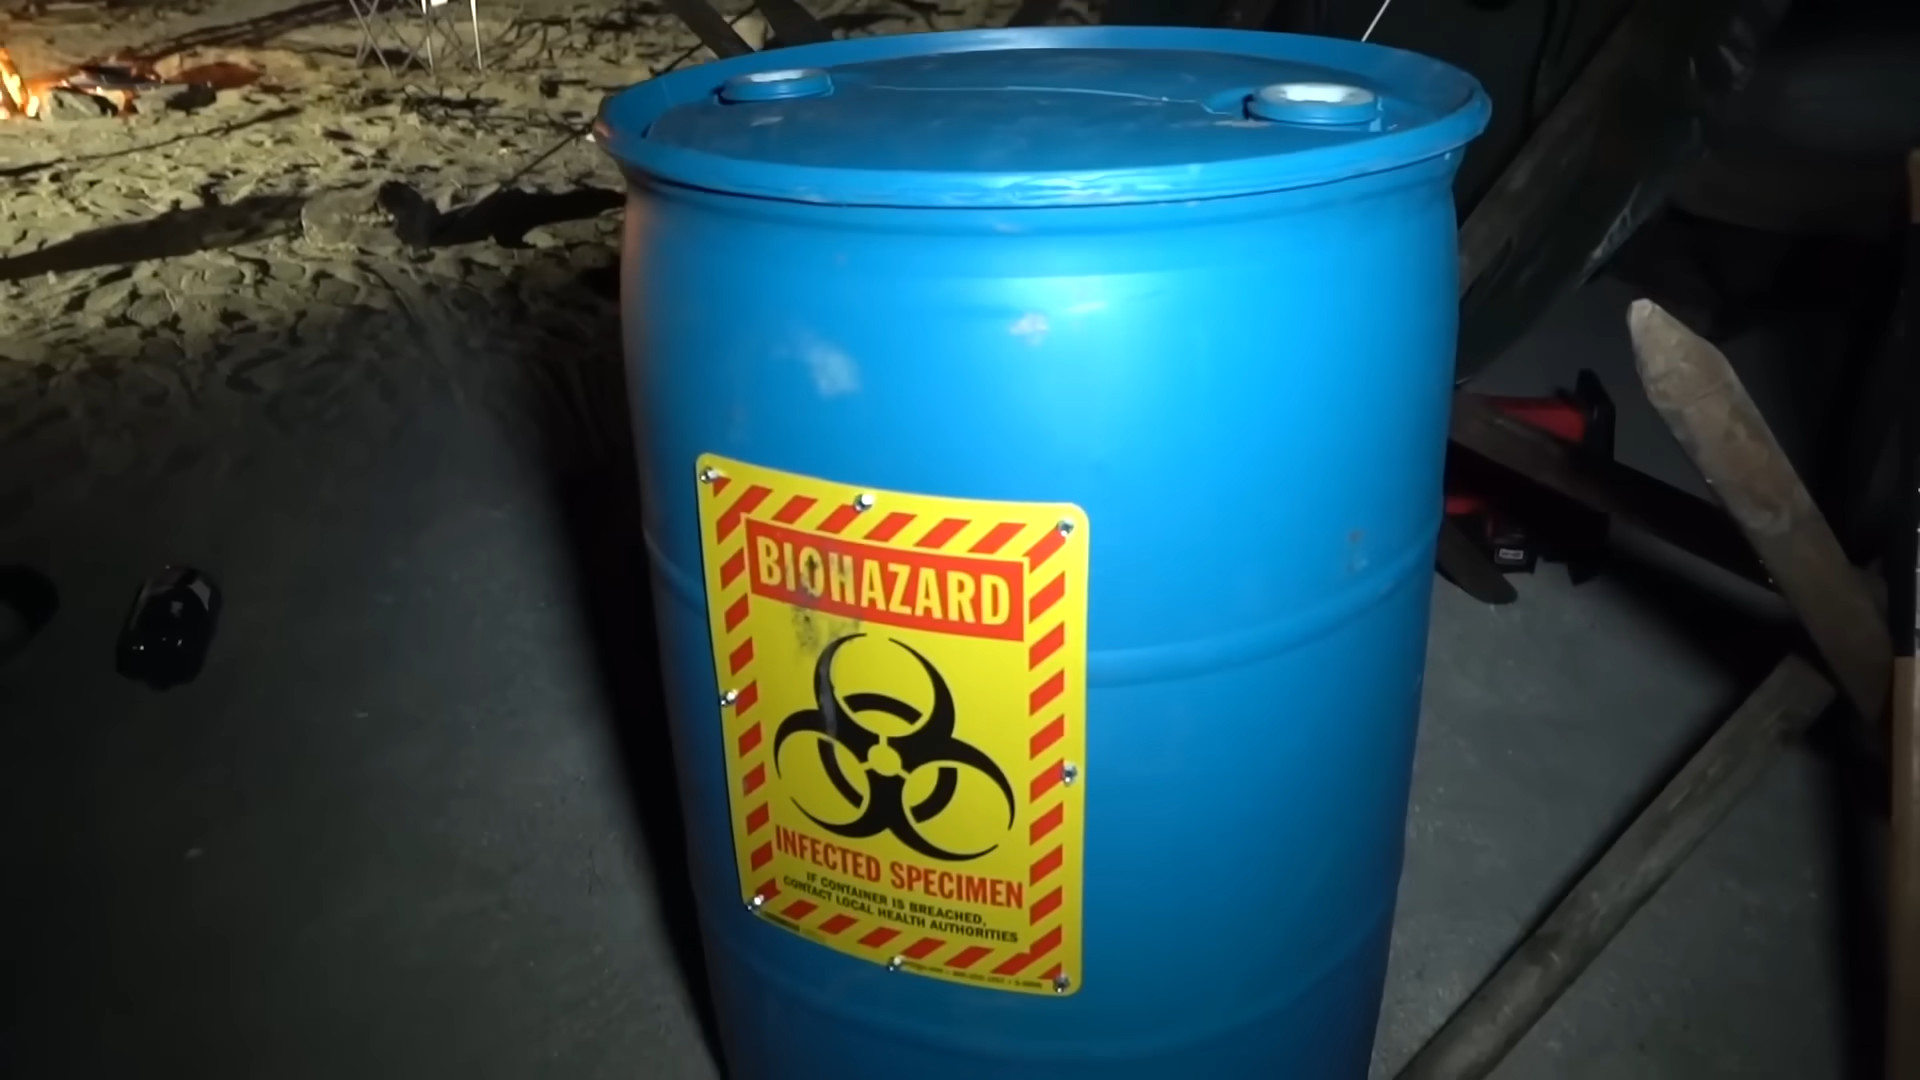 BIOHAZARD
INFECTED SPECIMEN
IF CONTAINER IS BREACHED,
CONTACT LOCAL HEALTH AUTHORITIES